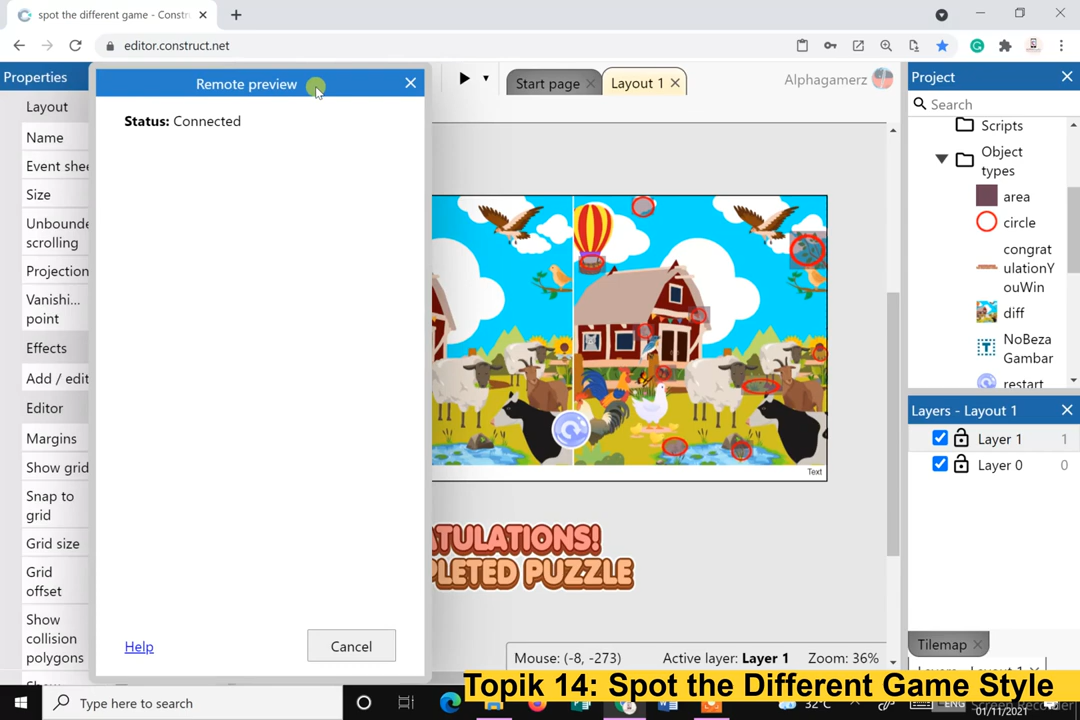 spot the different game - Constr
editor.construct.net
Properties
Remote preview
Start page
Layout 1
Alphagamerz
Project
Layout
Status: Connected
Search
Name
Scripts
Event shee
Object
types
Size
area
Unbounde
scrolling
circle
Projection
congrat
ulationY
ouWin
Vanishi...
point
diff
Effects
NoBeza
Gambar
Add / edit
restart
Editor
Layers - Layout 1
Margins
Layer 1
1
Show grid
Layer 0
0
Text
Snap to
grid
ATULATIONS!
PLETED PUZZLE
Grid size
Grid
offset
Show
collision
polygons
Help
Cancel
Mouse: (-8, -273)
Active layer: Layer 1
Zoom: 36%
Tilemap
Topik 14: Spot the Different Game Style
Type here to search
32°C
ENG
01/11/2021